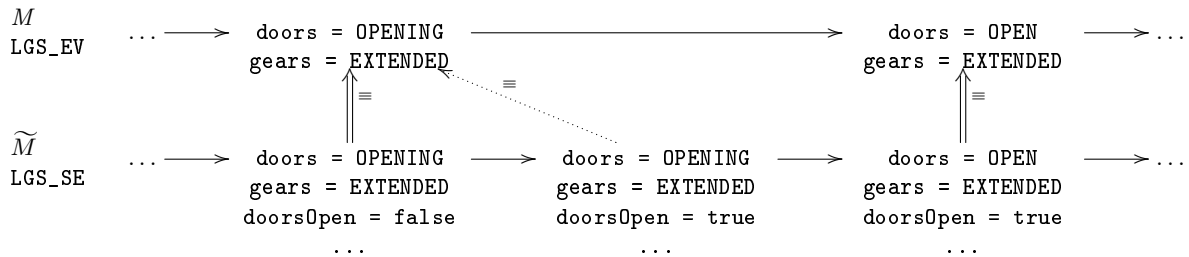 M
LGS_EV
... doors = OPENING doors = OPEN ...
gears = EXTENDED gears = EXTENDED
≡ ≡ ≡
M̃
LGS_SE
... doors = OPENING doors = OPENING doors = OPEN ...
gears = EXTENDED gears = EXTENDED gears = EXTENDED
doorsOpen = false doorsOpen = true doorsOpen = true
... ... ...